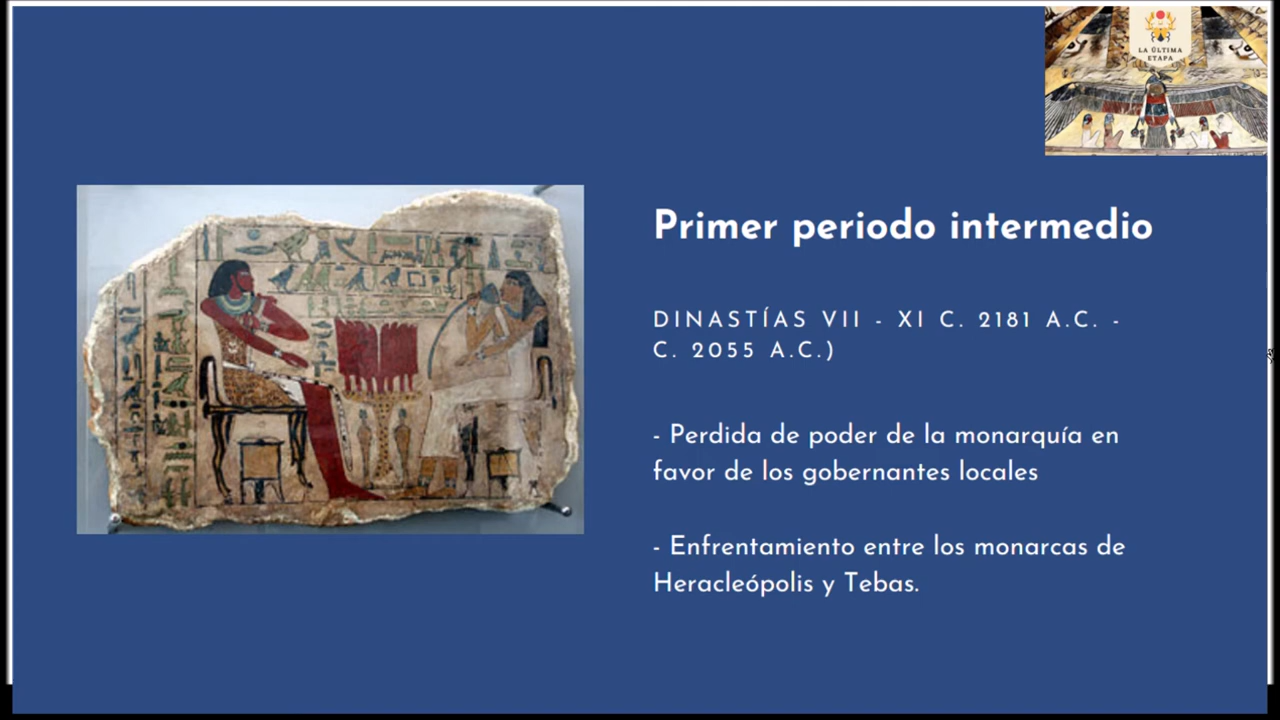 LA ÚLTIMA
ETAPA
Primer periodo intermedio
DINASTÍAS VII - XI C. 2181 A.C. -
C. 2055 A.C.)
- Perdida de poder de la monarquía en
favor de los gobernantes locales
- Enfrentamiento entre los monarcas de
Heracleópolis y Tebas.